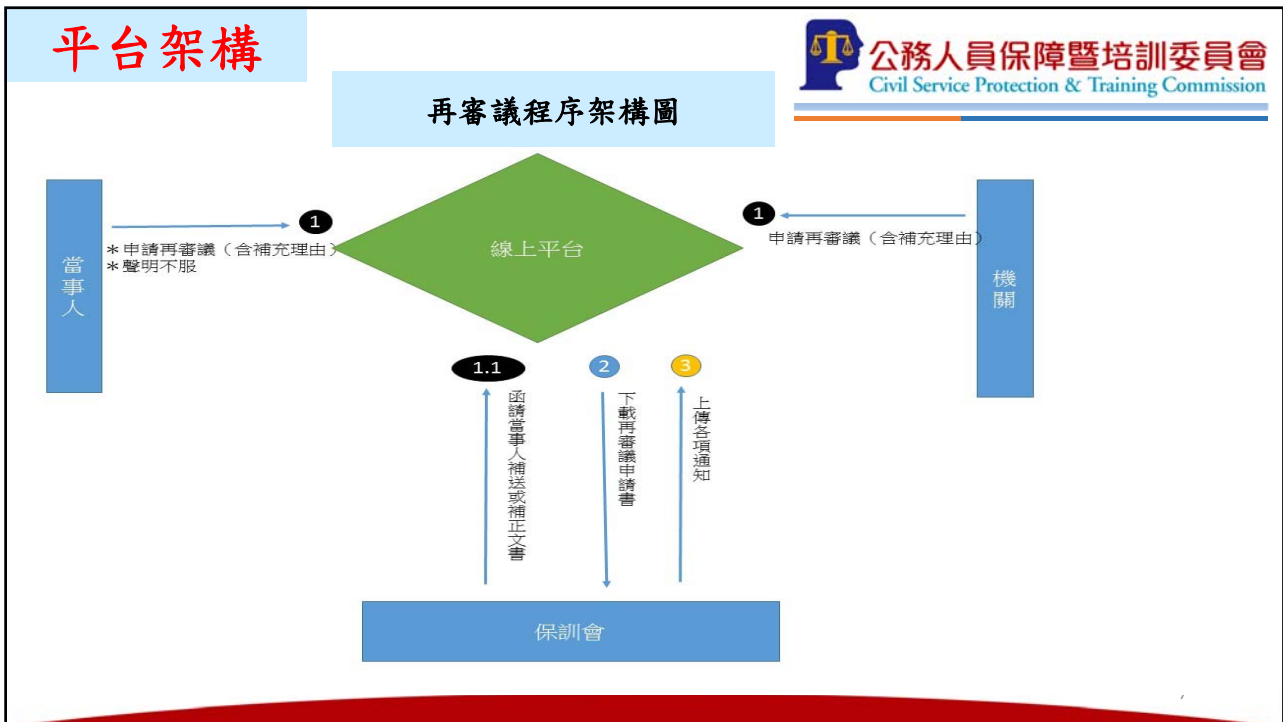 平台架構
公務人員保障暨培訓委員會
Civil Service Protection & Training Commission
再審議程序架構圖
當事人
1
＊申請再審議（含補充理由）
＊聲明不服
線上平台
1
申請再審議（含補充理由）
機關
1.1
函請當事人補送或補正文書
2
下載再審議申請書
3
上傳各項通知
保訓會